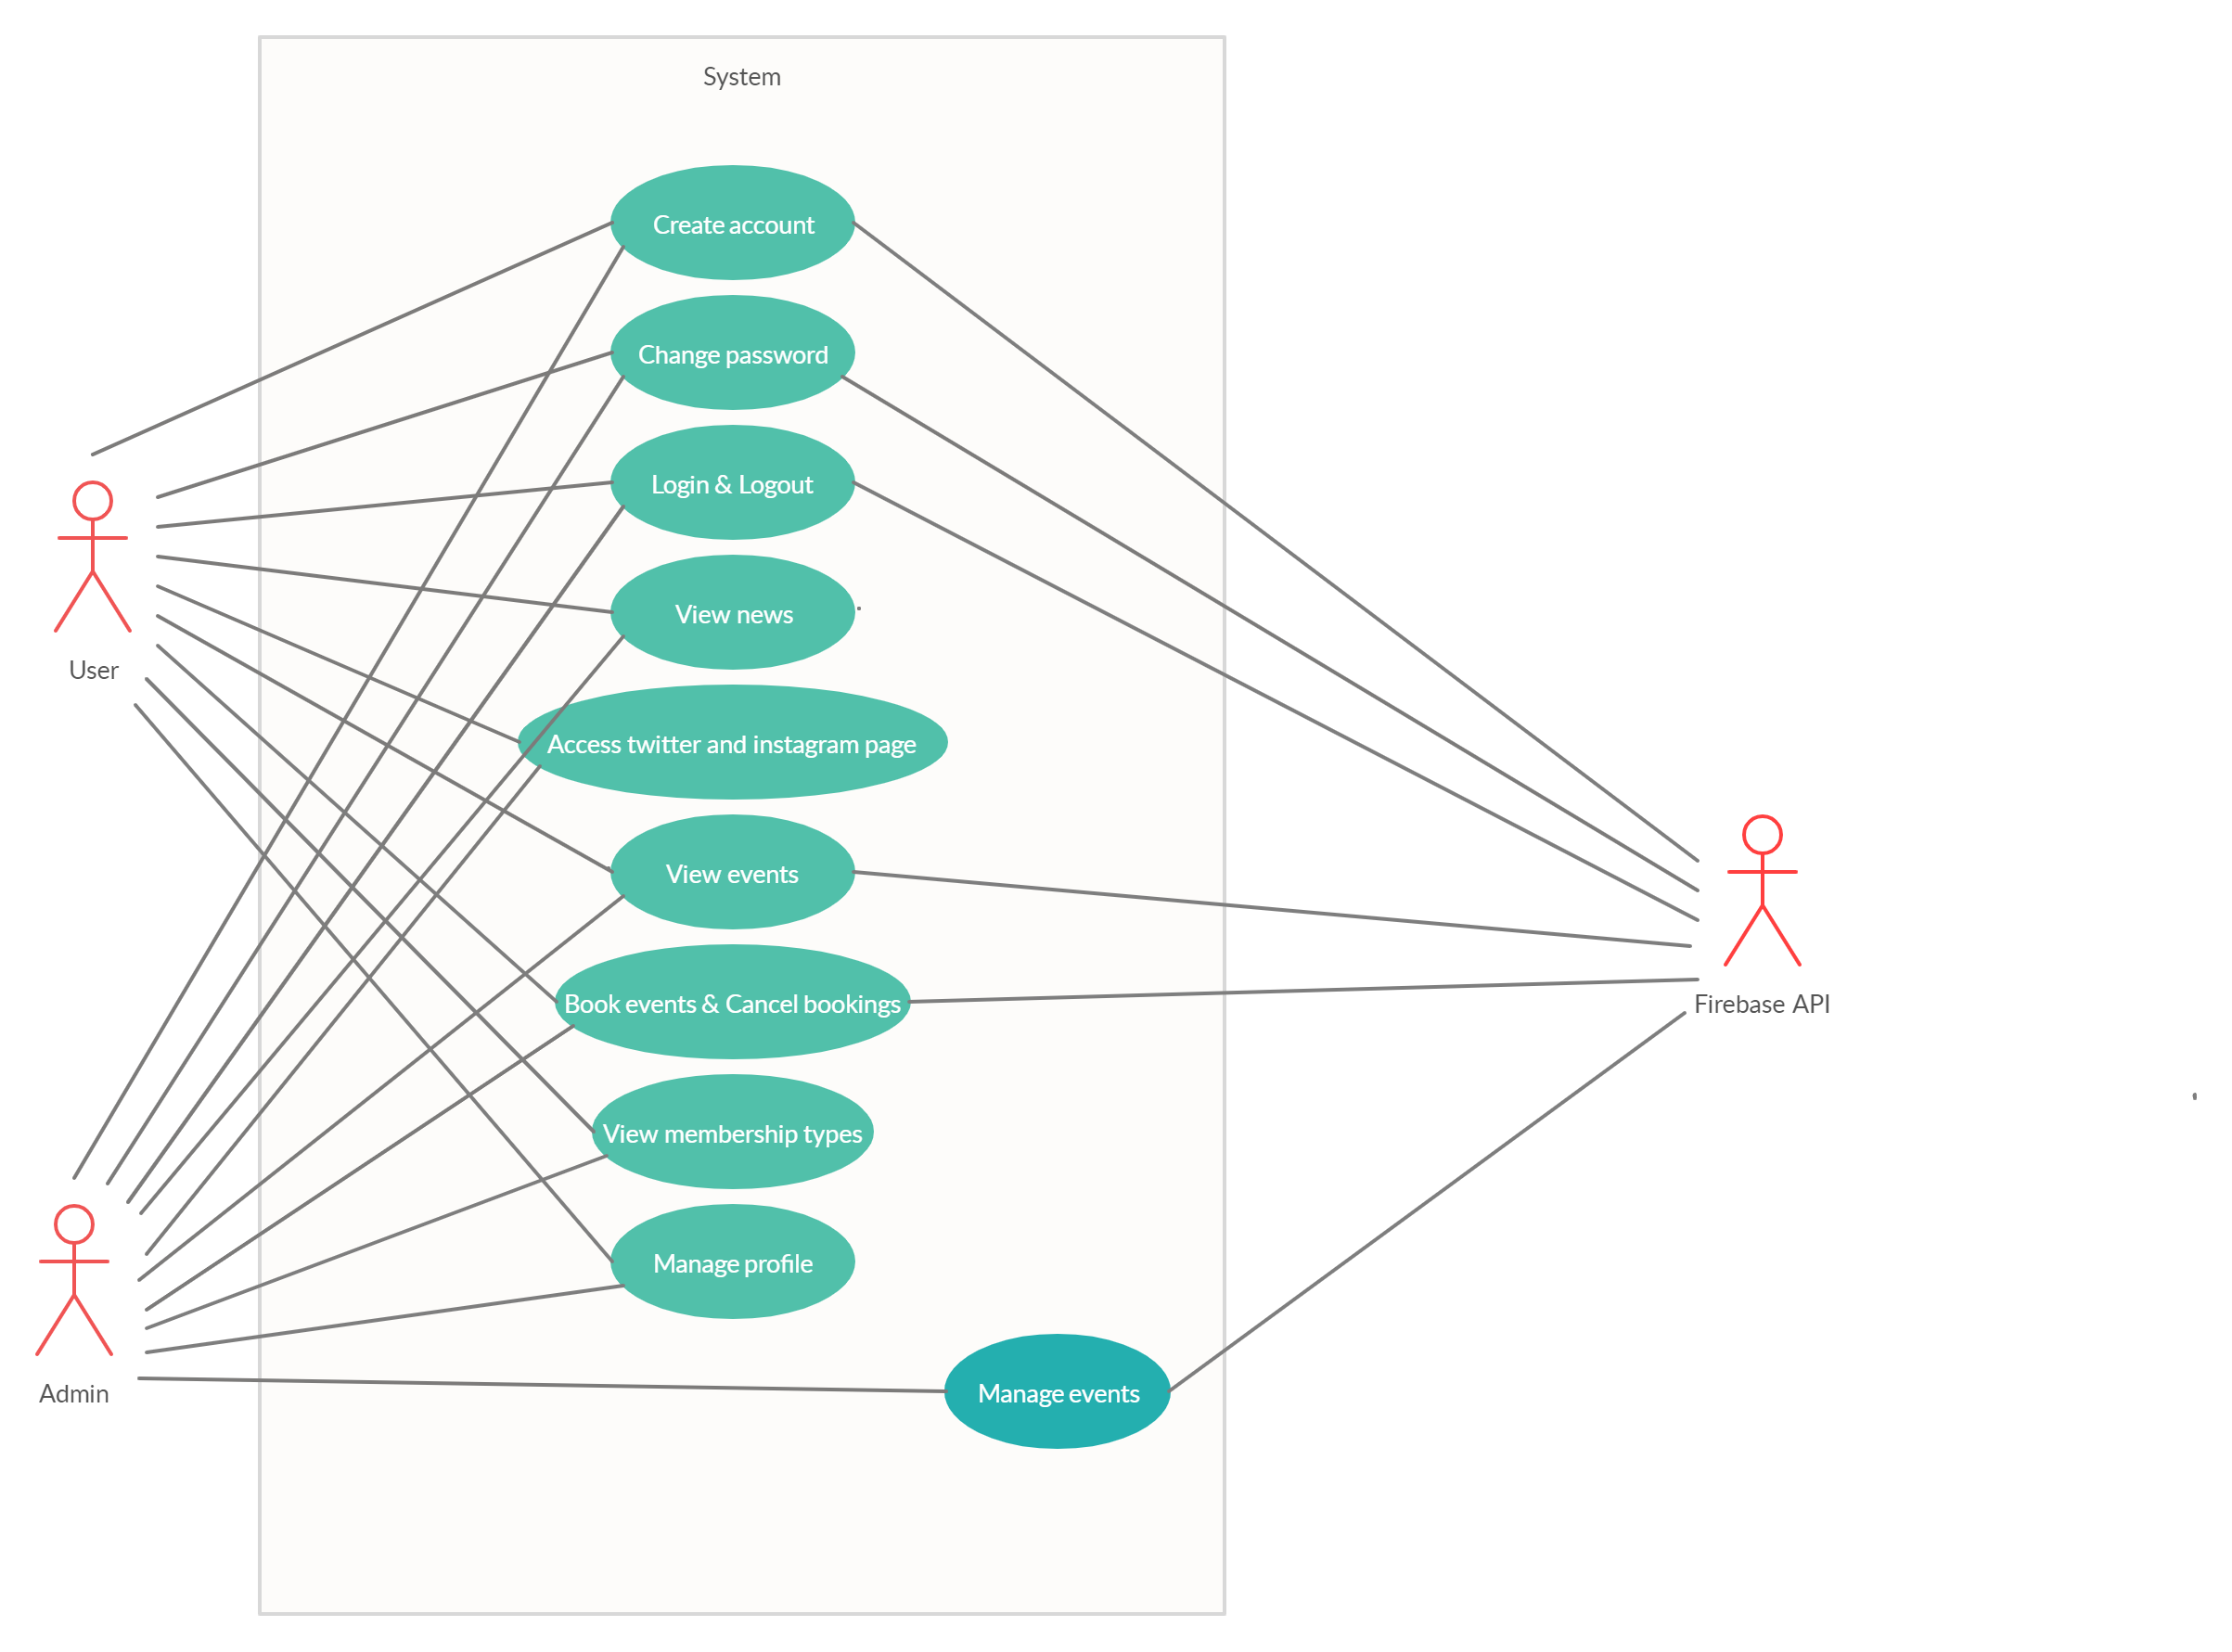 System
Create account
Change password
Login & Logout
View news
User
Access twitter and instagram page
View events
Book events & Cancel bookings
Firebase API
View membership types
Manage profile
Admin
Manage events